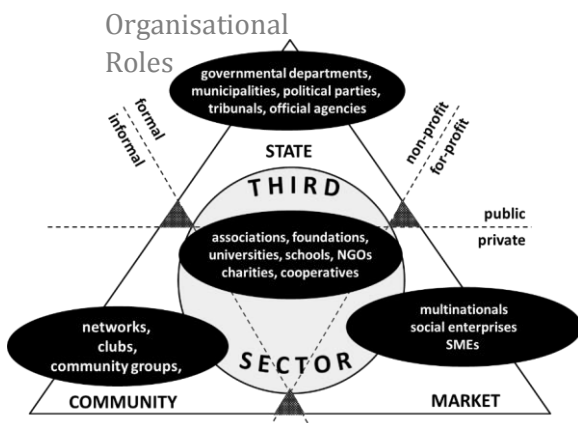 Organisational
Roles
governmental departments,
municipalities, political parties,
tribunals, official agencies
formal
informal
non-profit
for-profit
STATE
THIRD
public
private
associations, foundations,
universities, schools, NGOs
charities, cooperatives
networks,
clubs,
community groups,
multinationals
social enterprises
SMEs
SECTOR
COMMUNITY
MARKET